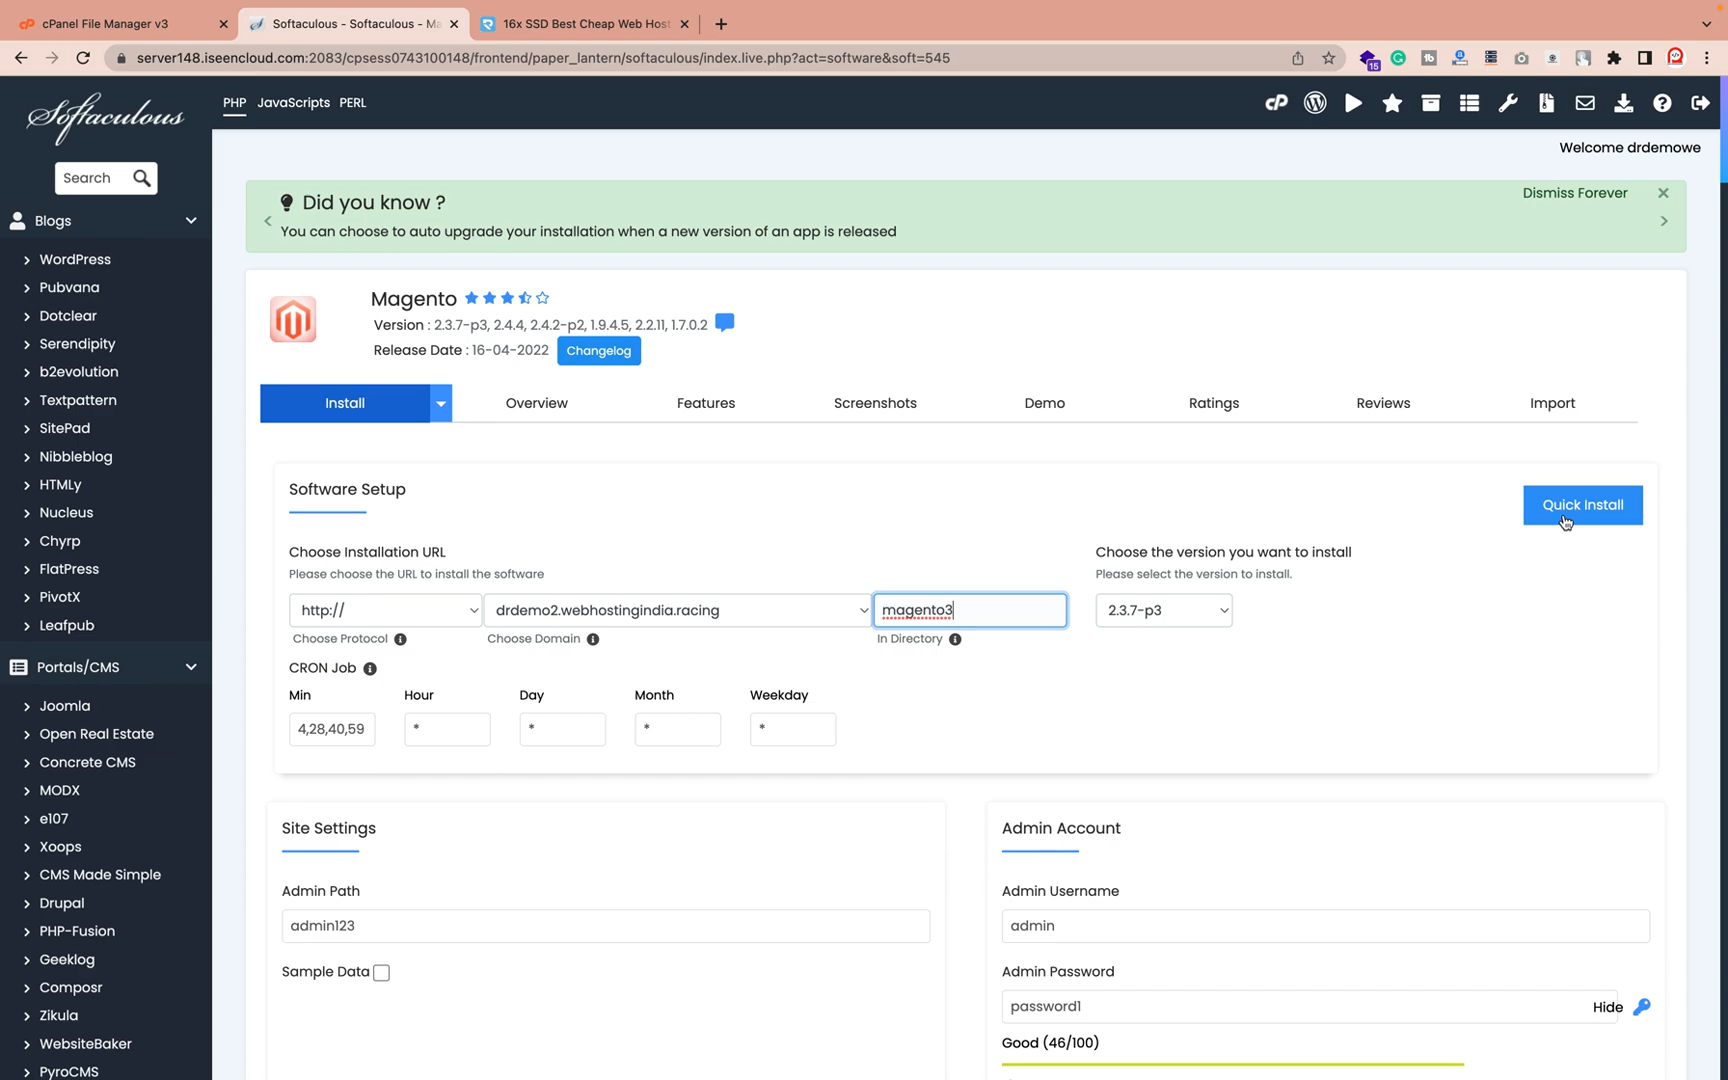 cPanel File Manager v3
Softaculous - Softaculous - Ma
16x SSD Best Cheap Web Host
server148.iseencloud.com:2083/cpsess0743100148/frontend/paper_lantern/softaculous/index.live.php?act=software&soft=545
15
Softaculous
PHP JavaScripts PERL
Welcome drdemowe
Search
Did you know ?
Dismiss Forever
You can choose to auto upgrade your installation when a new version of an app is released
Blogs
WordPress
Pubvana
Dotclear
Serendipity
b2evolution
Textpattern
SitePad
Nibbleblog
HTMLy
Nucleus
Chyrp
FlatPress
PivotX
Leafpub
Portals/CMS
Joomla
Open Real Estate
Concrete CMS
MODX
e107
Xoops
CMS Made Simple
Drupal
PHP-Fusion
Geeklog
Composr
Zikula
WebsiteBaker
PyroCMS
Magento
Version : 2.3.7-p3, 2.4.4, 2.4.2-p2, 1.9.4.5, 2.2.11, 1.7.0.2
Release Date : 16-04-2022 Changelog
Install Overview Features Screenshots Demo Ratings Reviews Import
Software Setup
Quick Install
Choose Installation URL
Please choose the URL to install the software
http://
drdemo2.webhostingindia.racing
magento3
Choose Protocol
Choose Domain
In Directory
Choose the version you want to install
Please select the version to install.
2.3.7-p3
CRON Job
Min Hour Day Month Weekday
4,28,40,59 * * * *
Site Settings
Admin Path
admin123
Sample Data
Admin Account
Admin Username
admin
Admin Password
password1
Hide
Good (46/100)